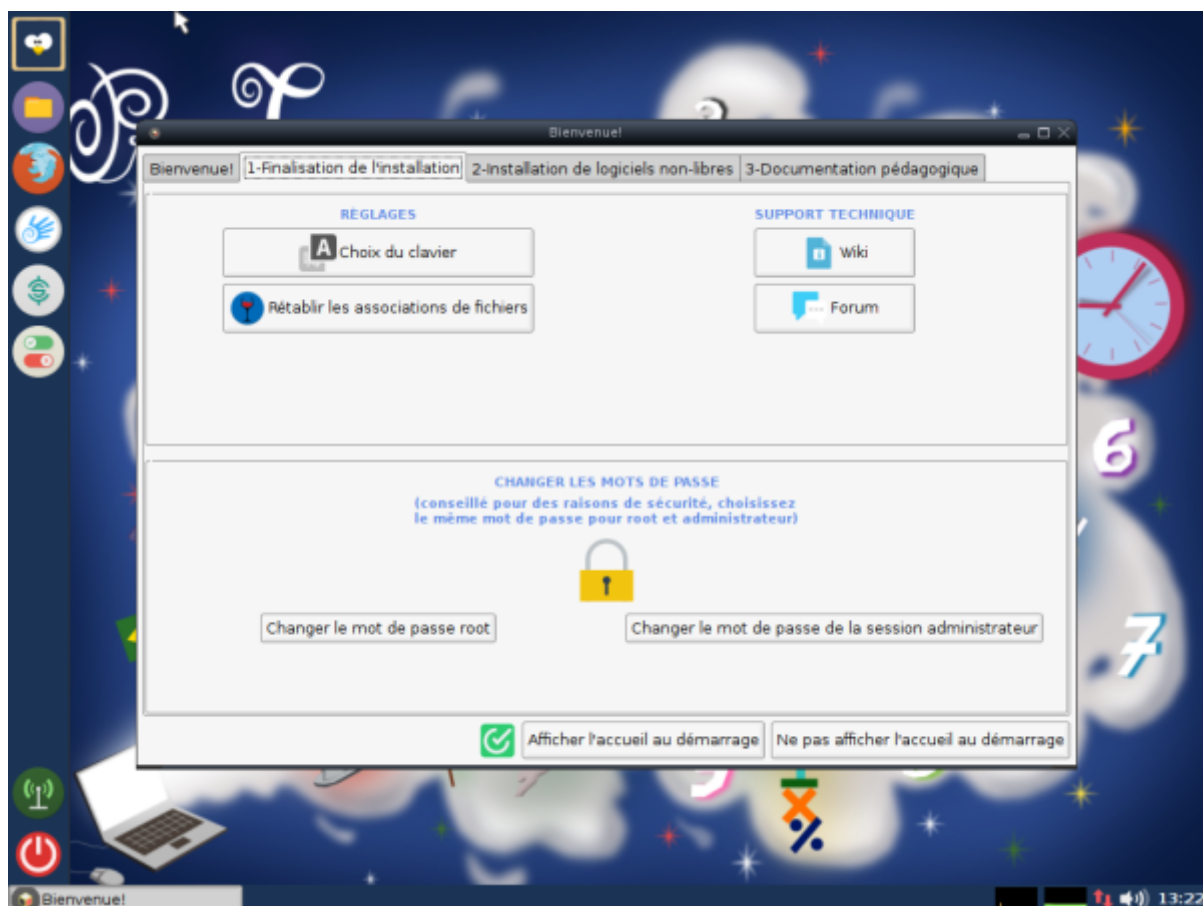 Bienvenue!
Bienvenue!
1-Finalisation de l'installation
2-Installation de logiciels non-libres
3-Documentation pédagogique
RÉGLAGES
SUPPORT TECHNIQUE
Choix du clavier
Wiki
Rétablir les associations de fichiers
Forum
CHANGER LES MOTS DE PASSE
(conseillé pour des raisons de sécurité, choisissez
le même mot de passe pour root et administrateur)
Changer le mot de passe root
Changer le mot de passe de la session administrateur
Afficher l'accueil au démarrage
Ne pas afficher l'accueil au démarrage
6
7
%
Bienvenue!
13:22